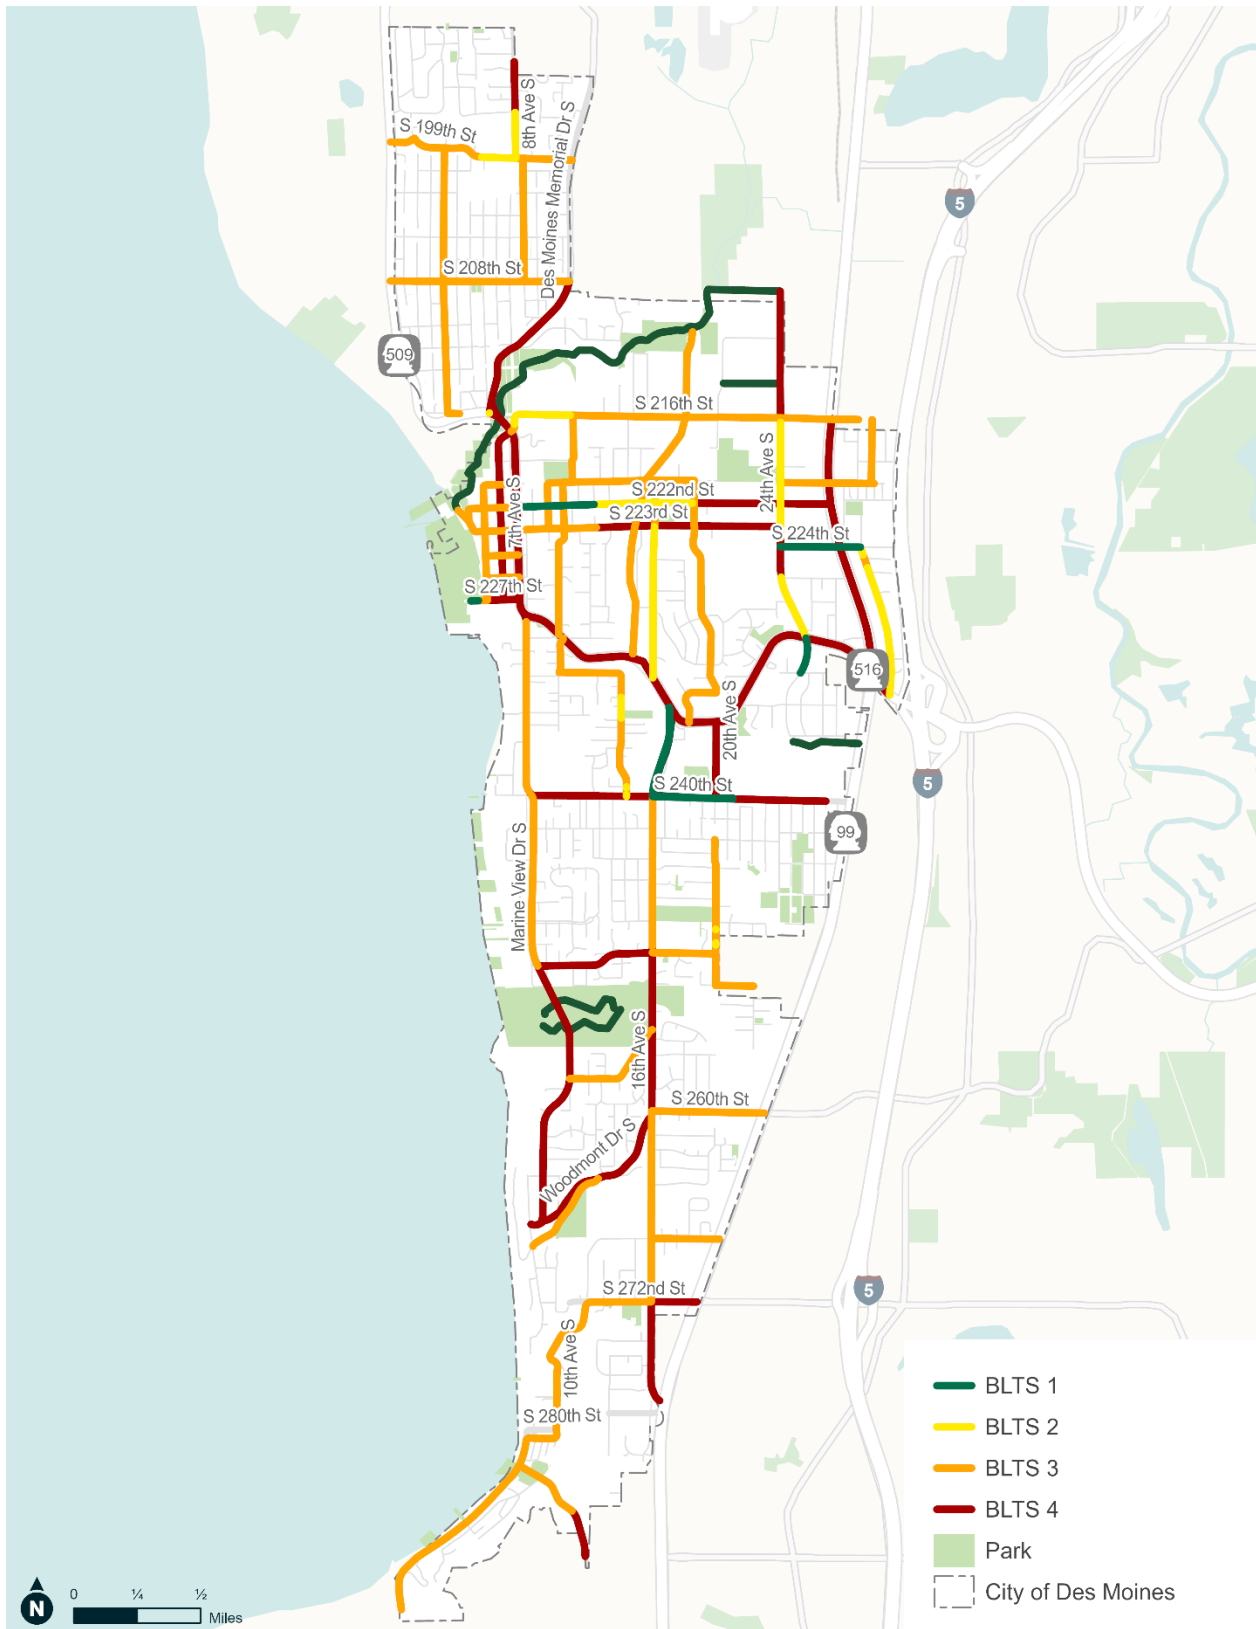 S 199th St
8th Ave S
Des Moines Memorial Dr S
5
S 208th St
509
S 216th St
24th Ave S
S 222nd St
7th Ave S
S 223rd St
S 224th St
S 227th St
516
20th Ave S
S 240th St
5
99
Marine View Dr S
16th Ave S
S 260th St
Woodmont Dr S
S 272nd St
5
10th Ave S
S 280th St
BLTS 1
BLTS 2
BLTS 3
BLTS 4
Park
City of Des Moines
N
0 ¼ ½
Miles